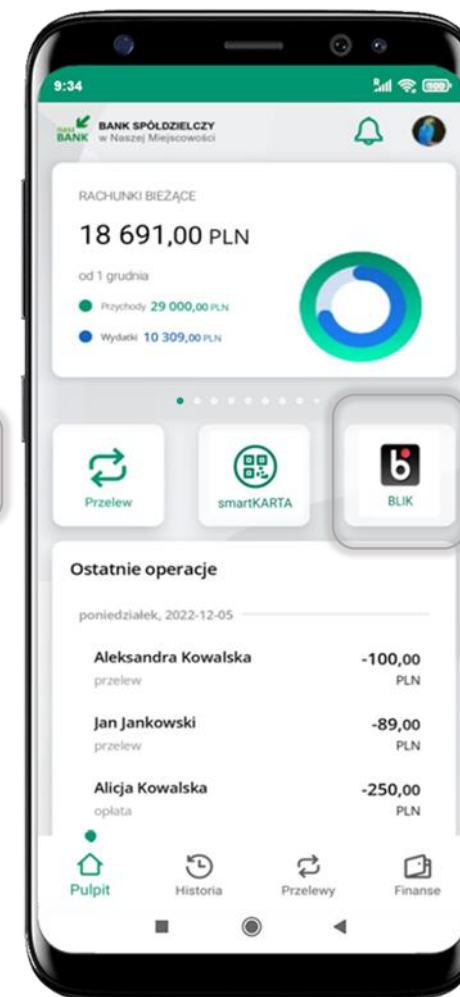 9:34
nasz BANK
BANK SPÓŁDZIELCZY
w Naszej Miejscowości
RACHUNKI BIEŻĄCE
18 691,00 PLN
od 1 grudnia
Przychody 29 000,00 PLN
Wydatki 10 309,00 PLN
Przelew
smartKARTA
BLIK
Ostatnie operacje
poniedziałek, 2022-12-05
Aleksandra Kowalska -100,00
przelew PLN
Jan Jankowski -89,00
przelew PLN
Alicja Kowalska -250,00
opłata PLN
Pulpit Historia Przelewy Finanse